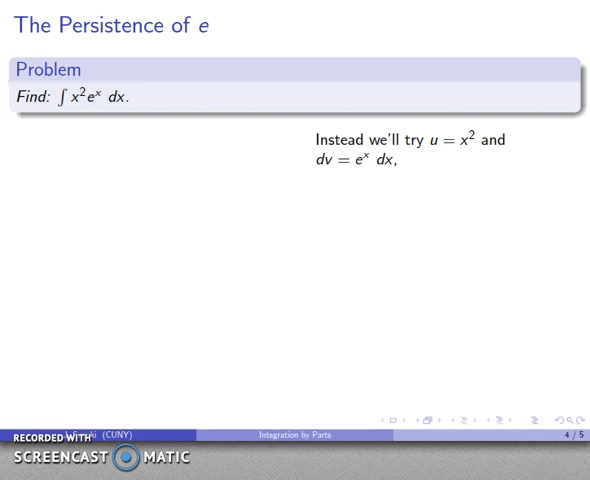 The Persistence of e
Problem
Find: ∫ x²eˣ dx.
Instead we'll try u = x² and
dv = eˣ dx,
(CUNY)
Integration by Parts
4 / 5
RECORDED WITH
SCREENCAST MATIC